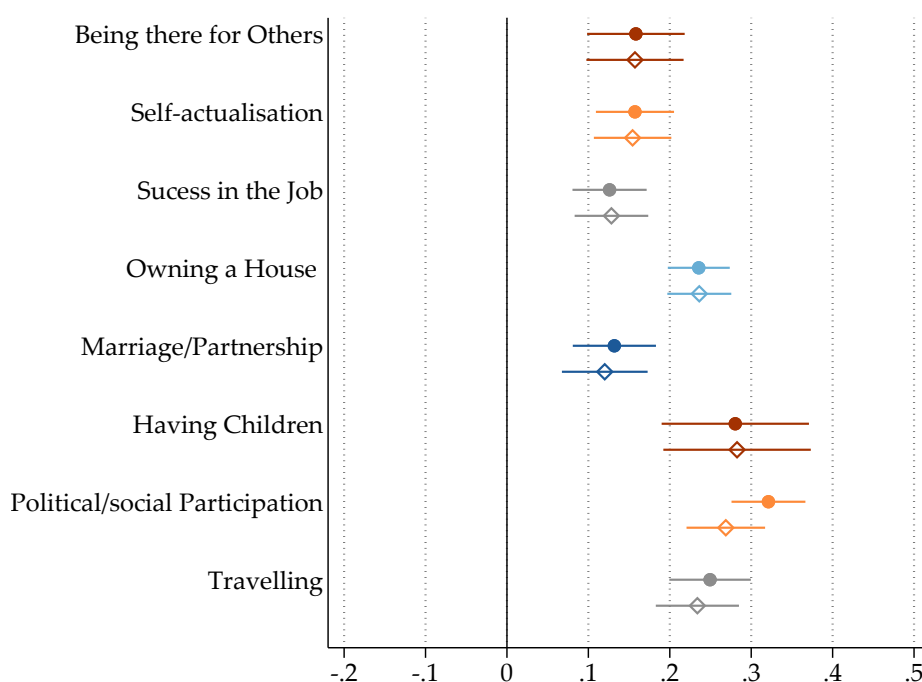 Being there for Others
Self-actualisation
Sucess in the Job
Owning a House
Marriage/Partnership
Having Children
Political/social Participation
Travelling
-.2 -.1 0 .1 .2 .3 .4 .5